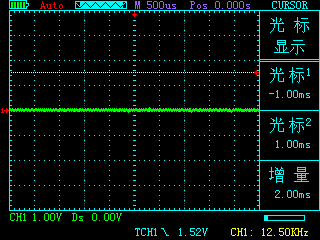 Auto M 500us Pos 0.000s CURSOR
光标
显示
光标1
-1.00ms
光标2
1.00ms
增量
2.00ms
1
CH1 1.00V Ds 0.00V
TCH1 1.52V CH1: 12.50KHz